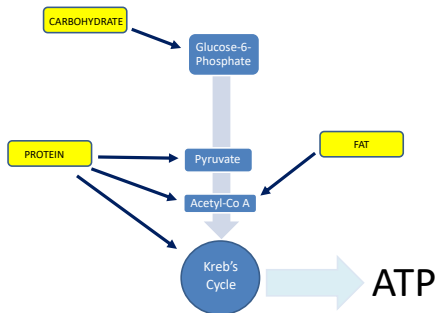 CARBOHYDRATE
Glucose-6-
Phosphate
PROTEIN
Pyruvate
FAT
Acetyl-Co A
Kreb's
Cycle
ATP